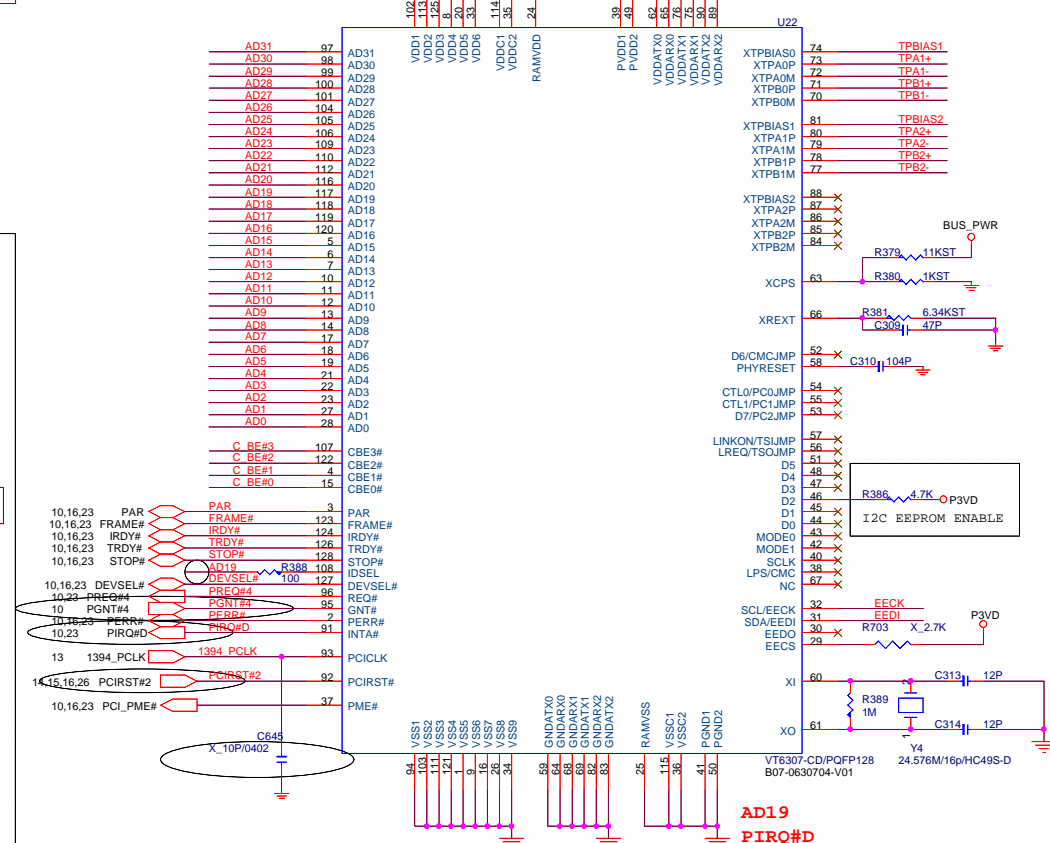 102 113 125 8 20 33 114 35 24 39 49 62 65 76 75 90 89
U22
VDD1 VDD2 VDD3 VDD4 VDD5 VDD6 VDDC1 VDDC2 RAMVDD PVDD1 PVDD2 VDDATX0 VDDARX0 VDDATX1 VDDARX1 VDDATX2 VDDARX2
AD31 97 AD31
AD30 98 AD30
AD29 99 AD29
AD28 100 AD28
AD27 101 AD27
AD26 104 AD26
AD25 105 AD25
AD24 106 AD24
AD23 109 AD23
AD22 110 AD22
AD21 112 AD21
AD20 116 AD20
AD19 117 AD19
AD18 118 AD18
AD17 119 AD17
AD16 120 AD16
AD15 5 AD15
AD14 6 AD14
AD13 7 AD13
AD12 10 AD12
AD11 11 AD11
AD10 12 AD10
AD9 13 AD9
AD8 14 AD8
AD7 17 AD7
AD6 18 AD6
AD5 19 AD5
AD4 21 AD4
AD3 22 AD3
AD2 23 AD2
AD1 27 AD1
AD0 28 AD0
C_BE#3 107 CBE3#
C_BE#2 122 CBE2#
C_BE#1 4 CBE1#
C_BE#0 15 CBE0#
10,16,23 PAR PAR 3 PAR
10,16,23 FRAME# FRAME# 123 FRAME#
10,16,23 IRDY# IRDY# 124 IRDY#
10,16,23 TRDY# TRDY# 126 TRDY#
10,16,23 STOP# STOP# 128 STOP#
AD19 R388 100 108 IDSEL
10,16,23 DEVSEL# DEVSEL# 127 DEVSEL#
10,23 PREQ#4 PREQ#4 96 REQ#
10 PGNT#4 PGNT#4 95 GNT#
10,16,23 PERR# PERR# 2 PERR#
10,23 PIRQ#D PIRQ#D 91 INTA#
13 1394_PCLK 1394_PCLK 93 PCICLK
14,15,16,26 PCIRST#2 PCIRST#2 92 PCIRST#
10,16,23 PCI_PME# 37 PME#
C645
X_10P/0402
XTPBIAS0 74 TPBIAS1
XTPA0P 73 TPA1+
XTPA0M 72 TPA1-
XTPB0P 71 TPB1+
XTPB0M 70 TPB1-
XTPBIAS1 81 TPBIAS2
XTPA1P 80 TPA2+
XTPA1M 79 TPA2-
XTPB1P 78 TPB2+
XTPB1M 77 TPB2-
XTPBIAS2 88
XTPA2P 87
XTPA2M 86
XTPB2P 85
XTPB2M 84
BUS_PWR
R379 11KST
XCPS 63 R380 1KST
XREXT 66 R381 6.34KST
C309 47P
D6/CMCJMP 52
PHYRESET 58 C310 104P
CTL0/PC0JMP 54
CTL1/PC1JMP 55
D7/PC2JMP 53
LINKON/TSIJMP 57
LREQ/TSOJMP 56
D5 51
D4 48
D3 47
D2 46 R386 4.7K P3VD
D1 45
I2C EEPROM ENABLE
D0 44
MODE0 43
MODE1 42
SCLK 40
LPS/CMC 38
NC 67
SCL/EECK 32 EECK
SDA/EEDI 31 EEDI
EEDO 30
P3VD
EECS 29 R703 X_2.7K
XI 60 C313 12P
R389
1M
2
1
XO 61 C314 12P
Y4
24.576M/16p/HC49S-D
VSS1 VSS2 VSS3 VSS4 VSS5 VSS6 VSS7 VSS8 VSS9 GNDATX0 GNDARX0 GNDARX1 GNDATX1 GNDARX2 GNDATX2 RAMVSS VSSC1 VSSC2 PGND1 PGND2
VT6307-CD/PQFP128
B07-0630704-V01
94 103 111 121 1 9 16 26 34 59 64 68 69 82 83 25 115 36 41 50
AD19
PIRQ#D